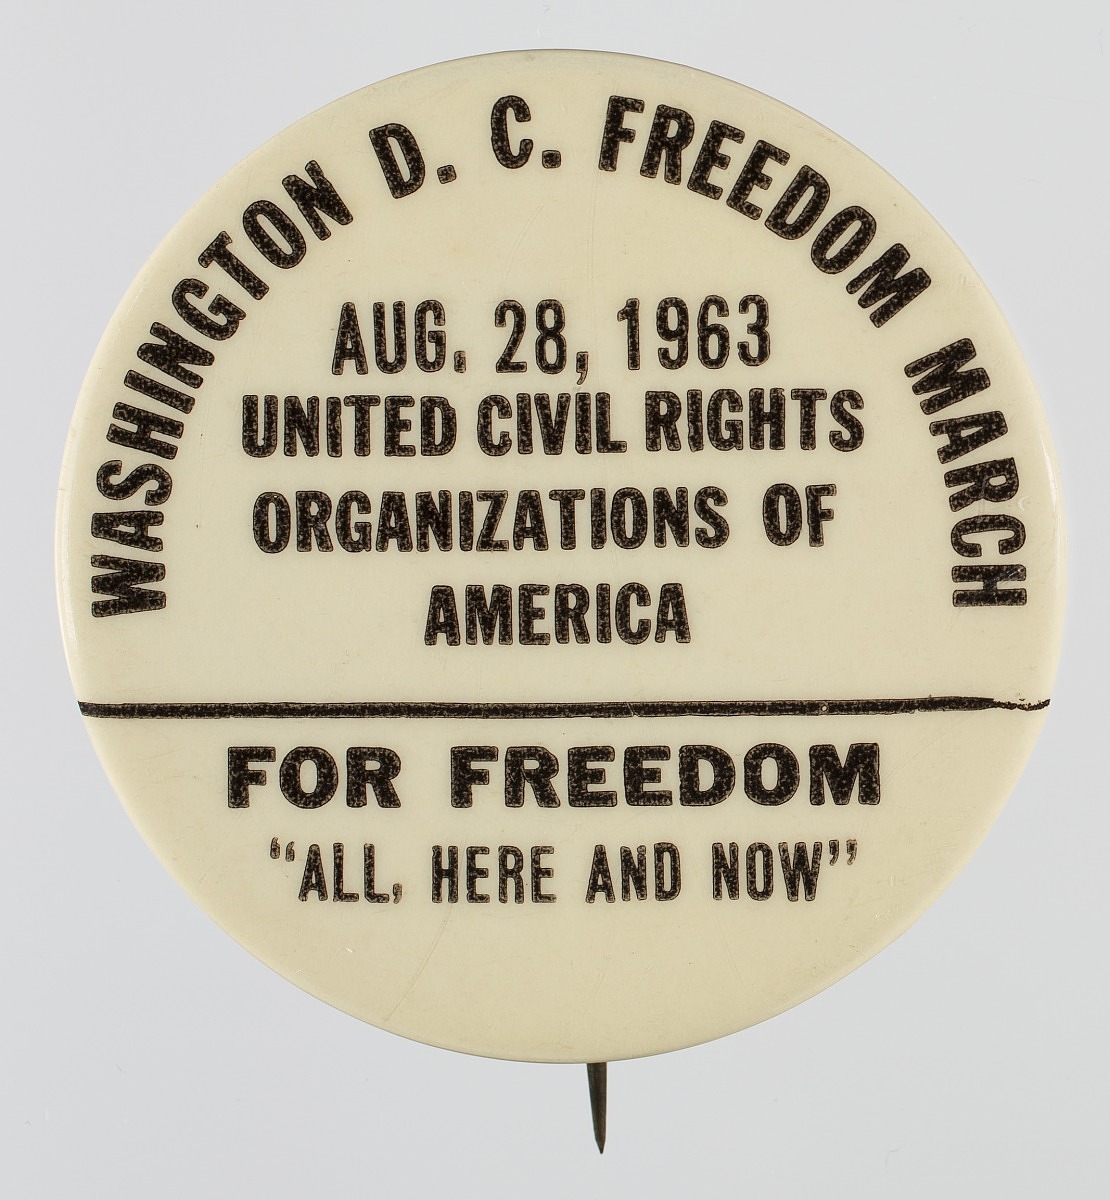 WASHINGTON D. C. FREEDOM MARCH
AUG. 28, 1963
UNITED CIVIL RIGHTS
ORGANIZATIONS OF
AMERICA
FOR FREEDOM
“ALL, HERE AND NOW”